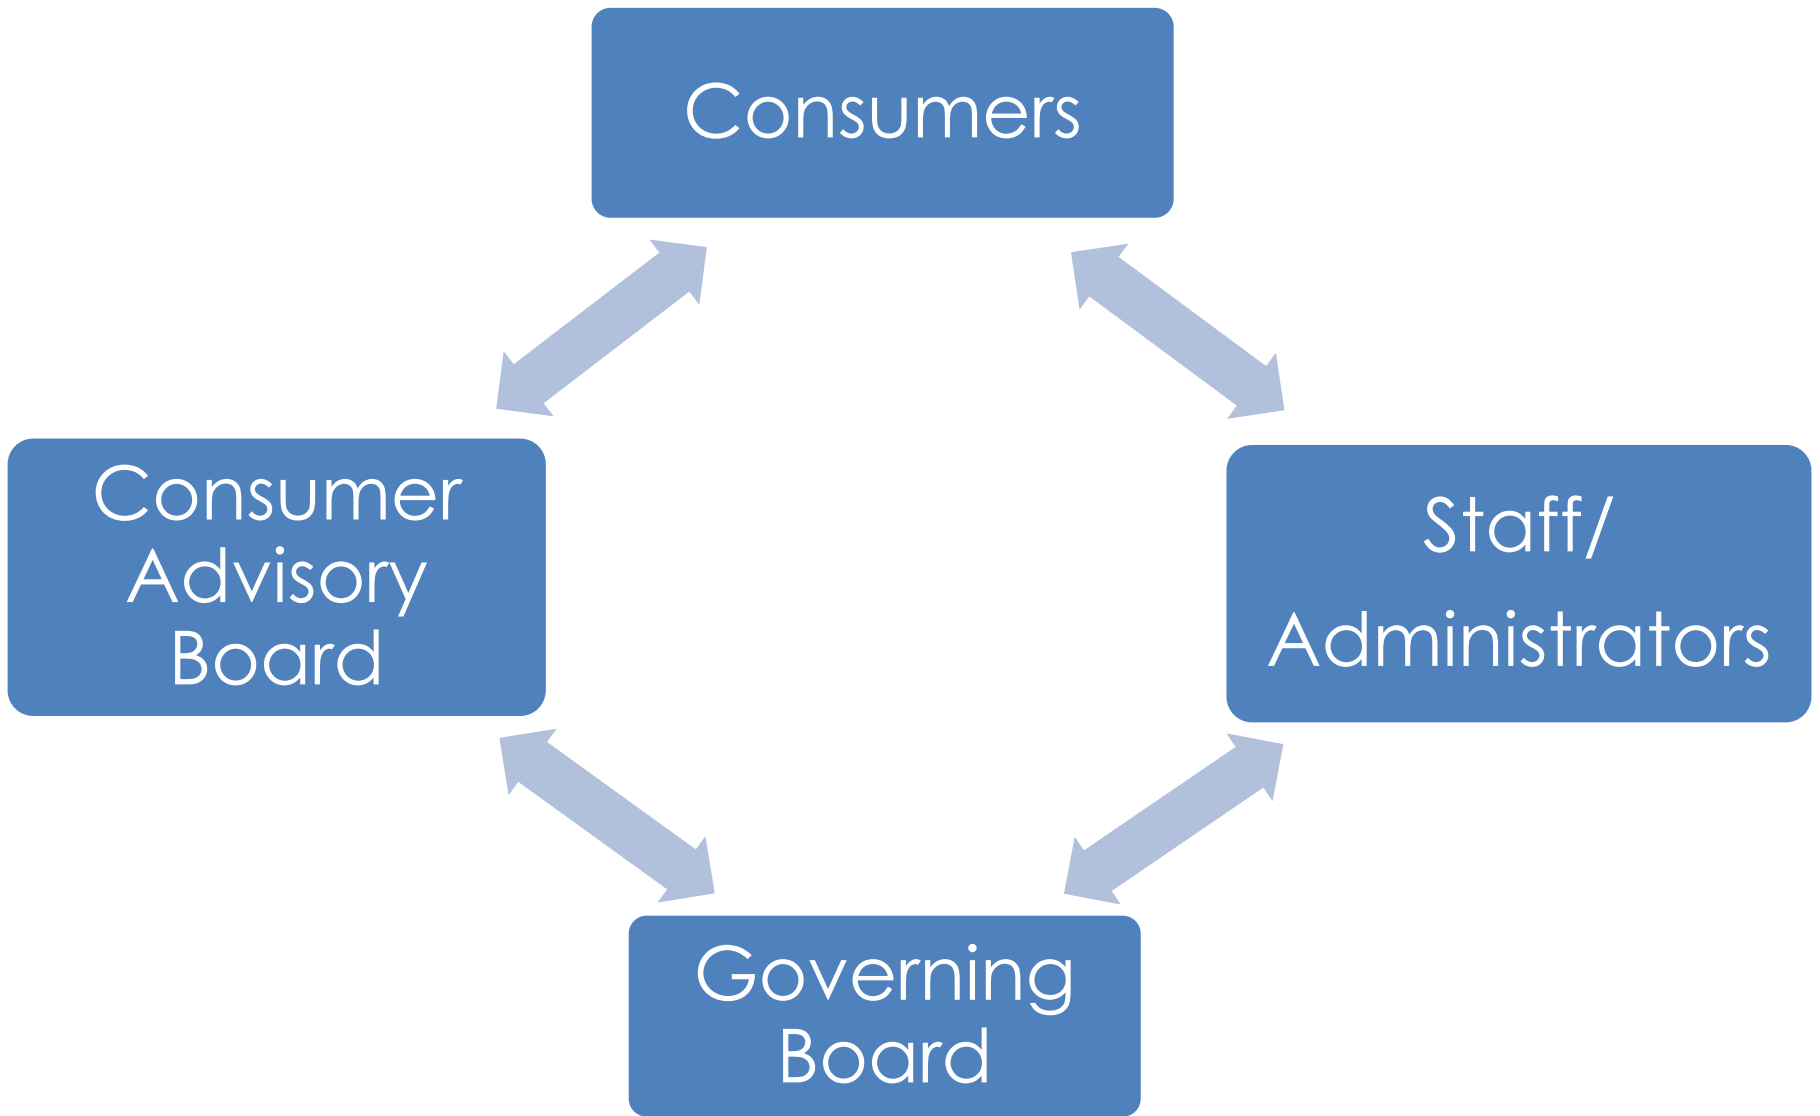 Consumers
Consumer
Advisory
Board
Staff/
Administrators
Governing
Board